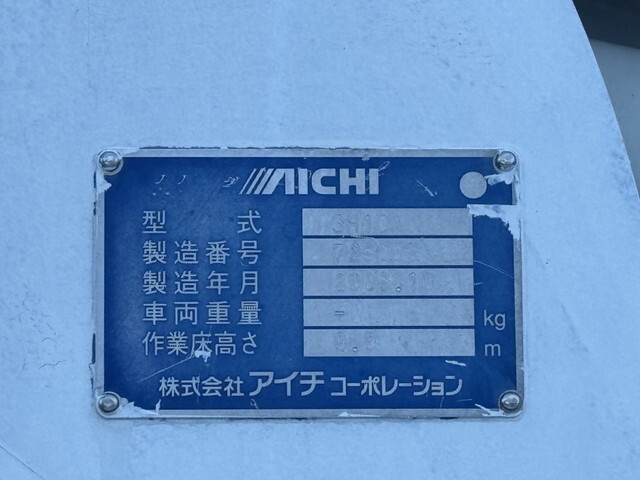 AICHI
型 式
製造番号
製造年月
車両重量 kg
作業床高さ m
株式会社 アイチ コーポレーション